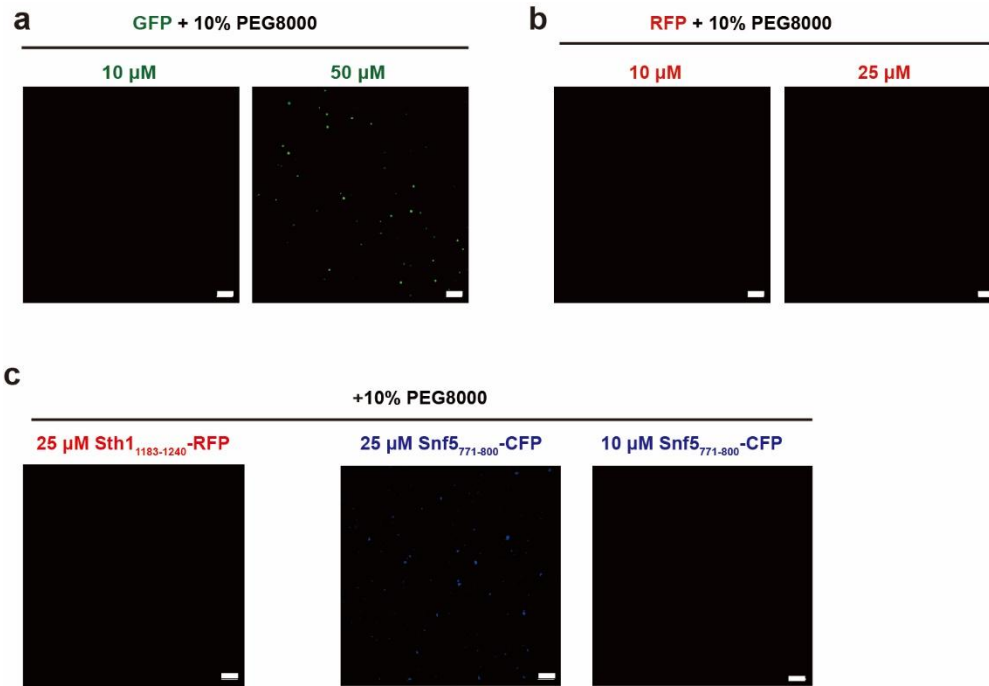 a
GFP + 10% PEG8000
10 μM
50 μM
b
RFP + 10% PEG8000
10 μM
25 μM
c
+10% PEG8000
25 μM Sth1₁₁₈₃₋₁₂₄₀-RFP
25 μM Snf5₇₇₁₋₈₀₀-CFP
10 μM Snf5₇₇₁₋₈₀₀-CFP